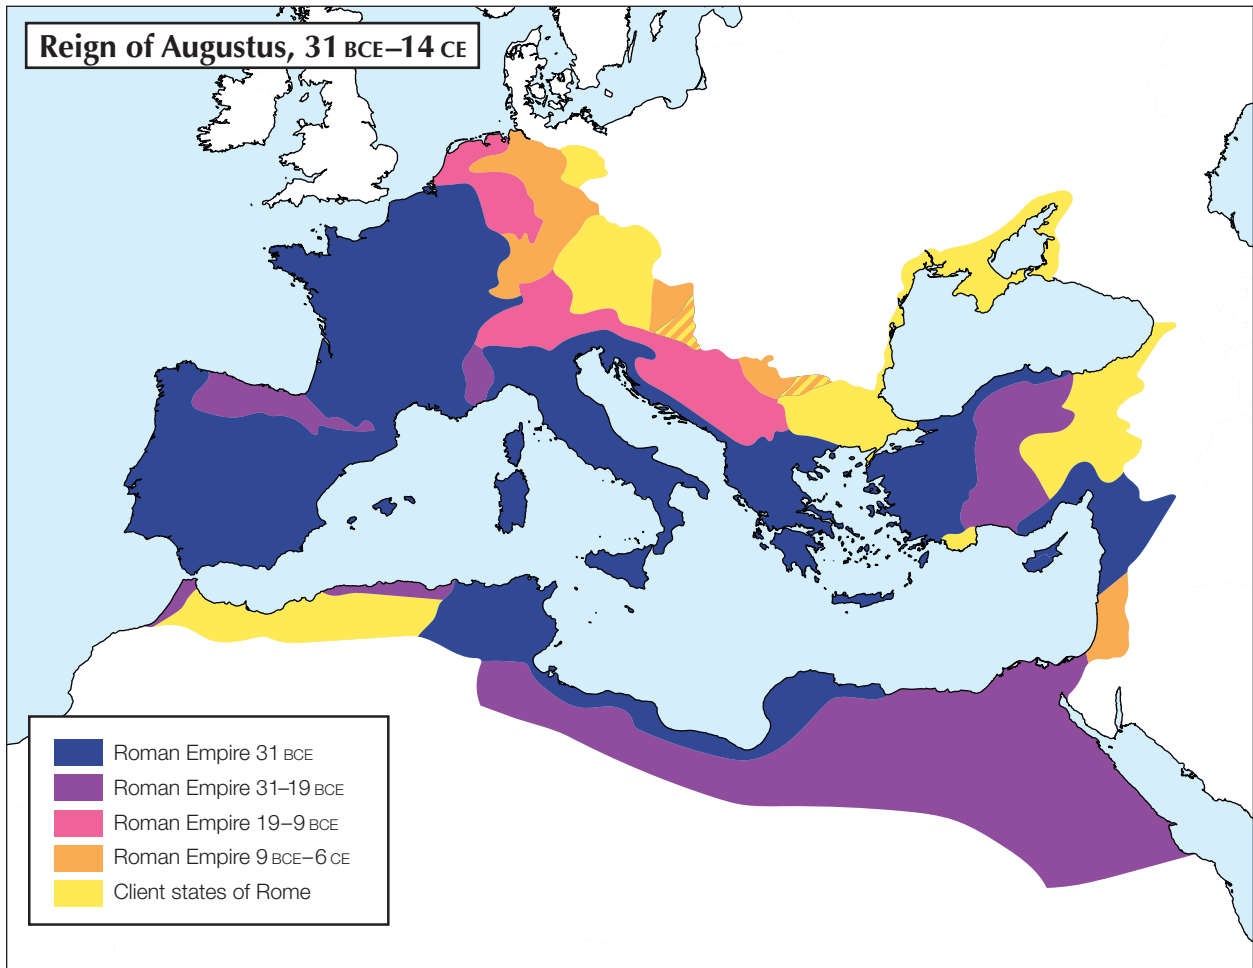 Reign of Augustus, 31 BCE–14 CE
Roman Empire 31 BCE
Roman Empire 31–19 BCE
Roman Empire 19–9 BCE
Roman Empire 9 BCE–6 CE
Client states of Rome